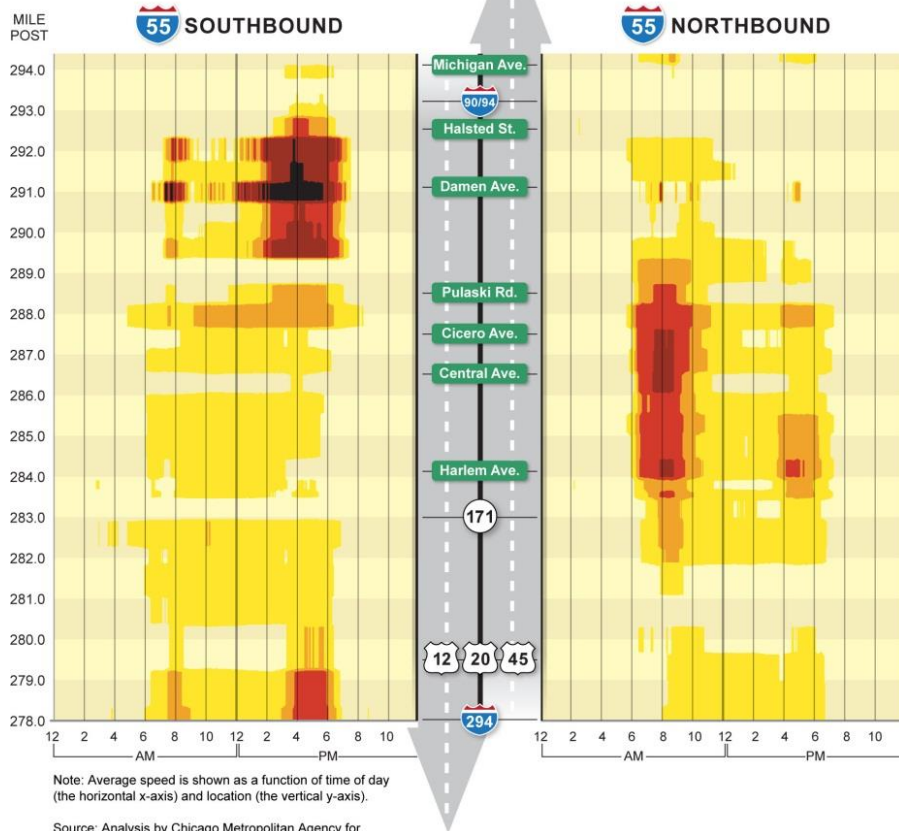 MILE
POST
55 SOUTHBOUND
55 NORTHBOUND
294.0
293.0
292.0
291.0
290.0
289.0
288.0
287.0
286.0
285.0
284.0
283.0
282.0
281.0
280.0
279.0
278.0
Michigan Ave.
90/94
Halsted St.
Damen Ave.
Pulaski Rd.
Cicero Ave.
Central Ave.
Harlem Ave.
171
12 20 45
294
12 2 4 6 8 10 12 2 4 6 8 10
AM PM
12 2 4 6 8 10 12 2 4 6 8 10
AM PM
Note: Average speed is shown as a function of time of day
(the horizontal x-axis) and location (the vertical y-axis).
Source: Analysis by Chicago Metropolitan Agency for